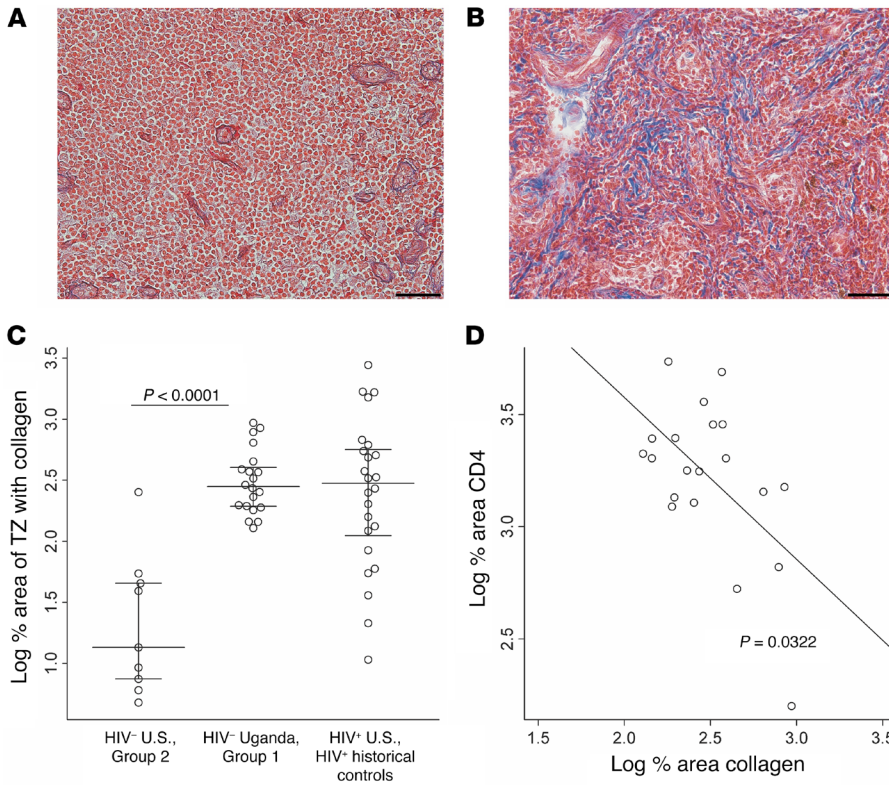 A
B
C
D
Log % area of TZ with collagen
3.5
3.0
2.5
2.0
1.5
1.0
P < 0.0001
HIV⁻ U.S.,
Group 2
HIV⁻ Uganda,
Group 1
HIV⁺ U.S.,
HIV⁺ historical
controls
Log % area CD4
3.5
3.0
2.5
P = 0.0322
1.5
2.0
2.5
3.0
3.5
Log % area collagen